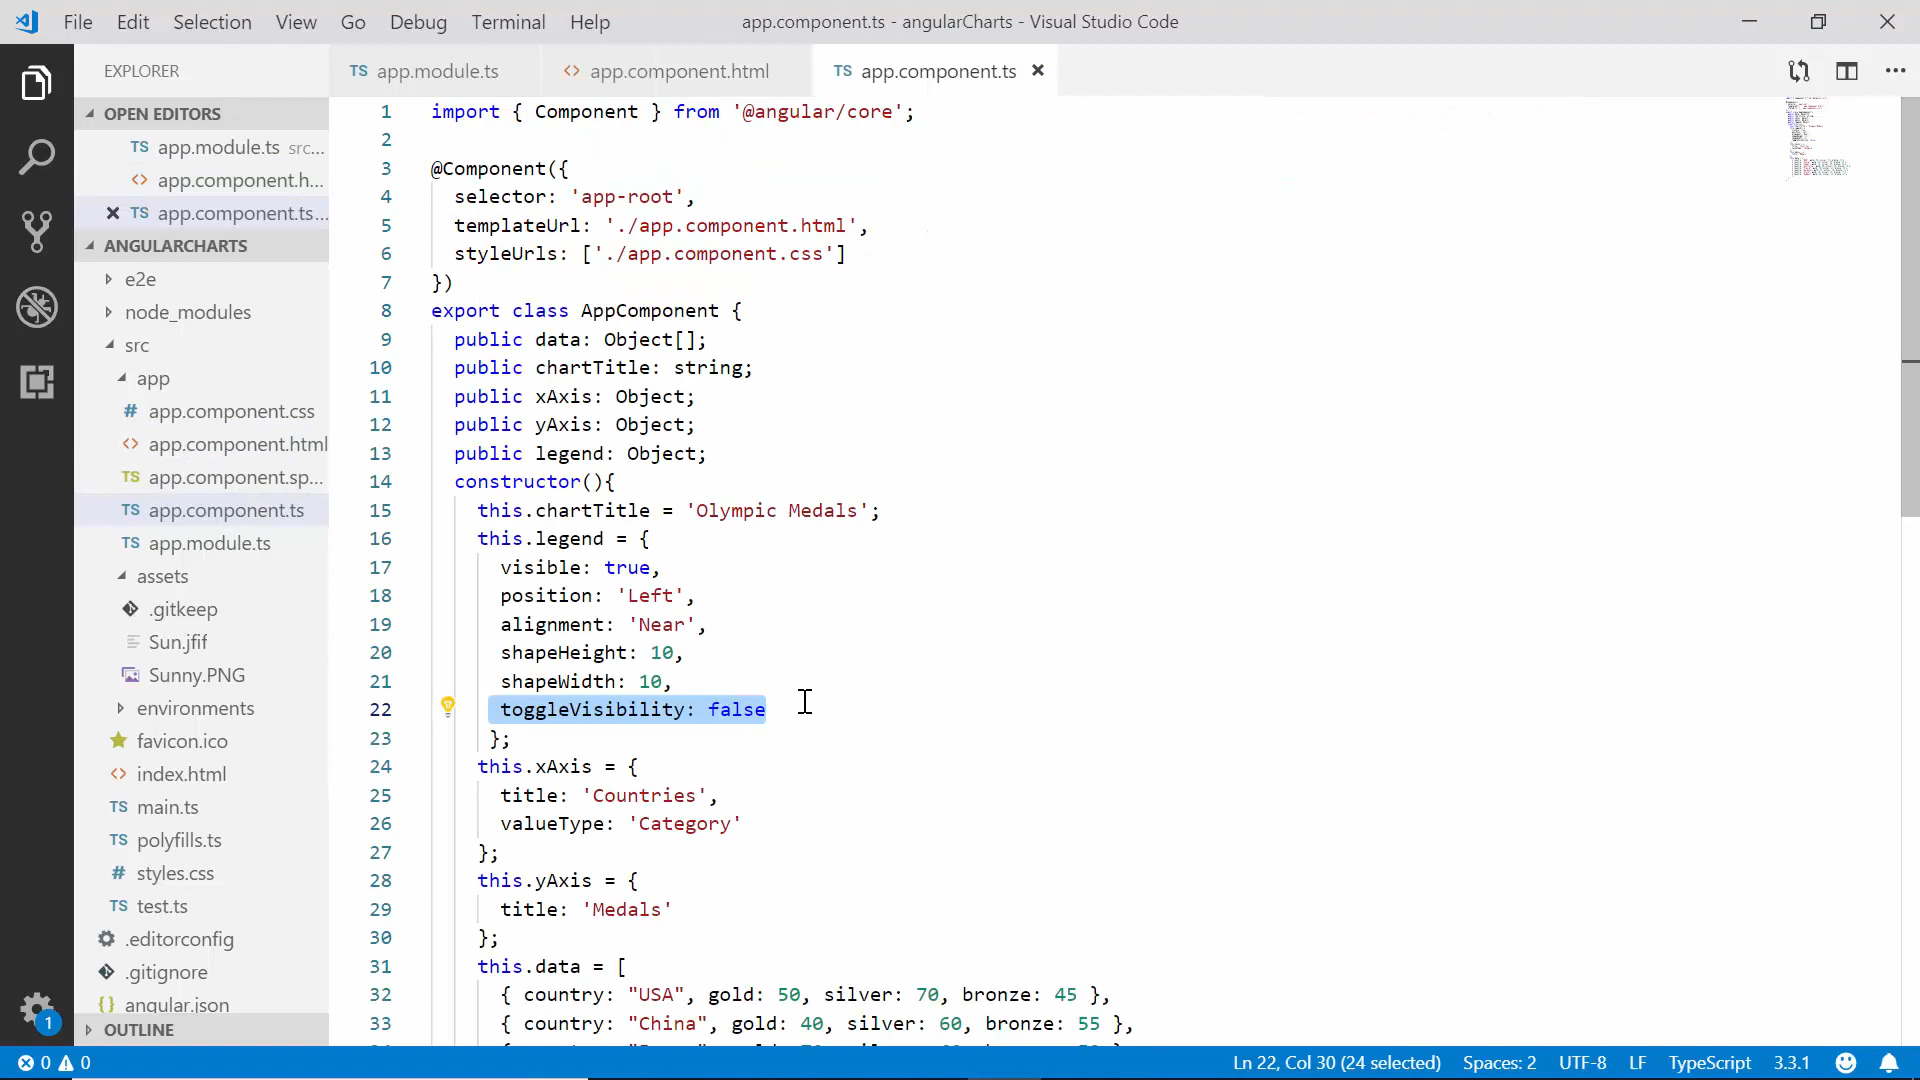 File Edit Selection View Go Debug Terminal Help app.component.ts - angularCharts - Visual Studio Code
EXPLORER
TS app.module.ts <> app.component.html TS app.component.ts
OPEN EDITORS
TS app.module.ts src...
<> app.component.h...
TS app.component.ts...
ANGULARCHARTS
e2e
node_modules
src
app
# app.component.css
<> app.component.html
TS app.component.sp...
TS app.component.ts
TS app.module.ts
assets
.gitkeep
Sun.jfif
Sunny.PNG
environments
favicon.ico
<> index.html
TS main.ts
TS polyfills.ts
# styles.css
TS test.ts
.editorconfig
.gitignore
{} angular.json
OUTLINE
1 import { Component } from '@angular/core';
2
3 @Component({
4 selector: 'app-root',
5 templateUrl: './app.component.html',
6 styleUrls: ['./app.component.css']
7 })
8 export class AppComponent {
9 public data: Object[];
10 public chartTitle: string;
11 public xAxis: Object;
12 public yAxis: Object;
13 public legend: Object;
14 constructor(){
15 this.chartTitle = 'Olympic Medals';
16 this.legend = {
17 visible: true,
18 position: 'Left',
19 alignment: 'Near',
20 shapeHeight: 10,
21 shapeWidth: 10,
22 toggleVisibility: false
23 };
24 this.xAxis = {
25 title: 'Countries',
26 valueType: 'Category'
27 };
28 this.yAxis = {
29 title: 'Medals'
30 };
31 this.data = [
32 { country: "USA", gold: 50, silver: 70, bronze: 45 },
33 { country: "China", gold: 40, silver: 60, bronze: 55 },
1
0 0 Ln 22, Col 30 (24 selected) Spaces: 2 UTF-8 LF TypeScript 3.3.1